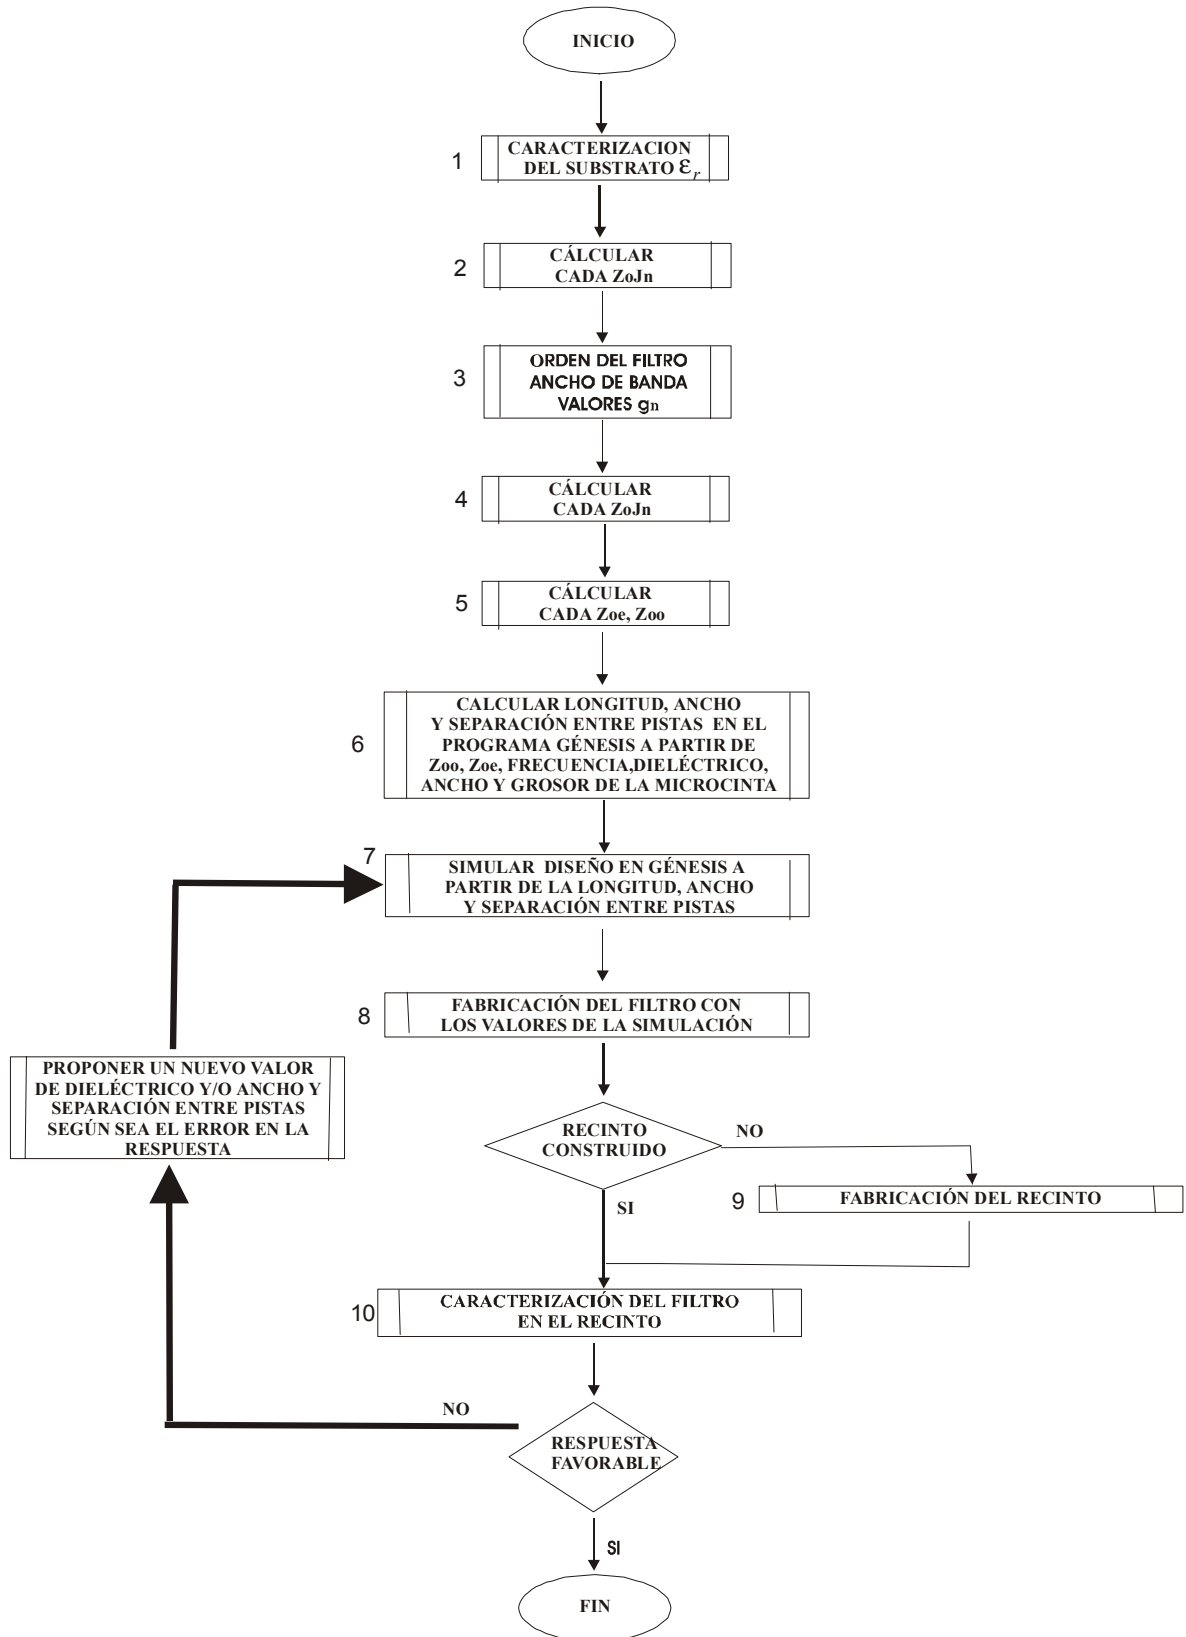 INICIO
1
CARACTERIZACION
DEL SUBSTRATO εr
2
CÁLCULAR
CADA ZoJn
3
ORDEN DEL FILTRO
ANCHO DE BANDA
VALORES gn
4
CÁLCULAR
CADA ZoJn
5
CÁLCULAR
CADA Zoe, Zoo
6
CALCULAR LONGITUD, ANCHO
Y SEPARACIÓN ENTRE PISTAS EN EL
PROGRAMA GÉNESIS A PARTIR DE
Zoo, Zoe, FRECUENCIA,DIELÉCTRICO,
ANCHO Y GROSOR DE LA MICROCINTA
7
SIMULAR DISEÑO EN GÉNESIS A
PARTIR DE LA LONGITUD, ANCHO
Y SEPARACIÓN ENTRE PISTAS
8
FABRICACIÓN DEL FILTRO CON
LOS VALORES DE LA SIMULACIÓN
PROPONER UN NUEVO VALOR
DE DIELÉCTRICO Y/O ANCHO Y
SEPARACIÓN ENTRE PISTAS
SEGÚN SEA EL ERROR EN LA
RESPUESTA
RECINTO
CONSTRUIDO
NO
SI
9
FABRICACIÓN DEL RECINTO
10
CARACTERIZACIÓN DEL FILTRO
EN EL RECINTO
NO
RESPUESTA
FAVORABLE
SI
FIN